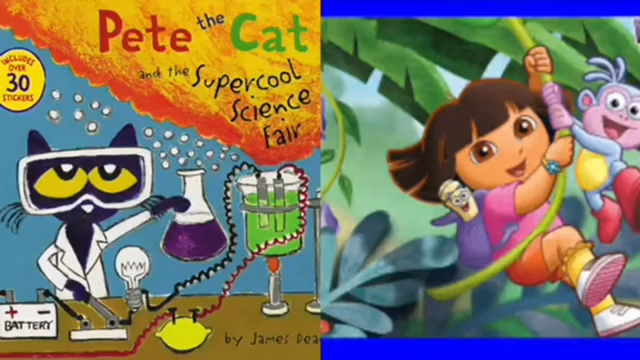 Pete the Cat
and the Supercool
Science
Fair
INCLUDES
OVER
30
STICKERS
+ -
BATTERY
by James Dea